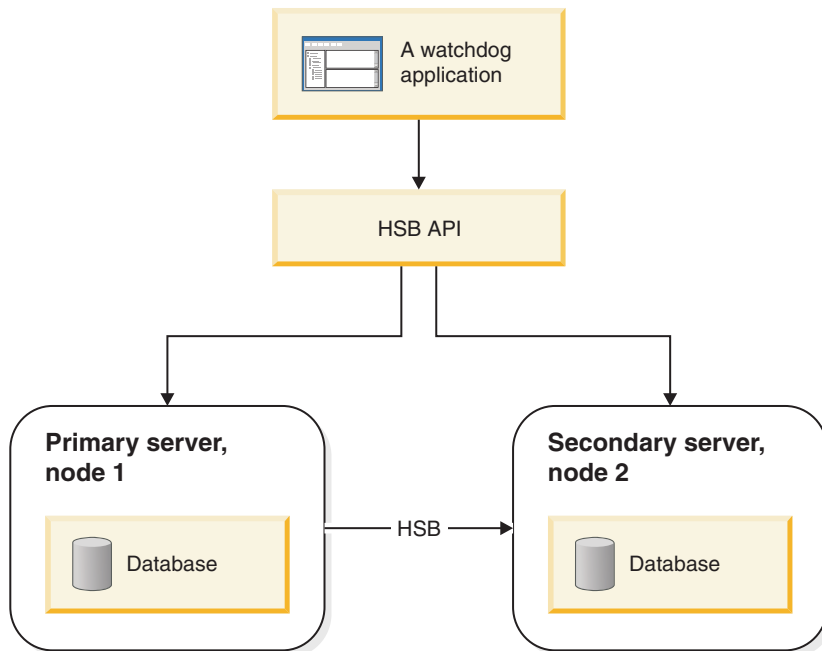 A watchdog
application
HSB API
Primary server,
node 1
Database
HSB
Secondary server,
node 2
Database